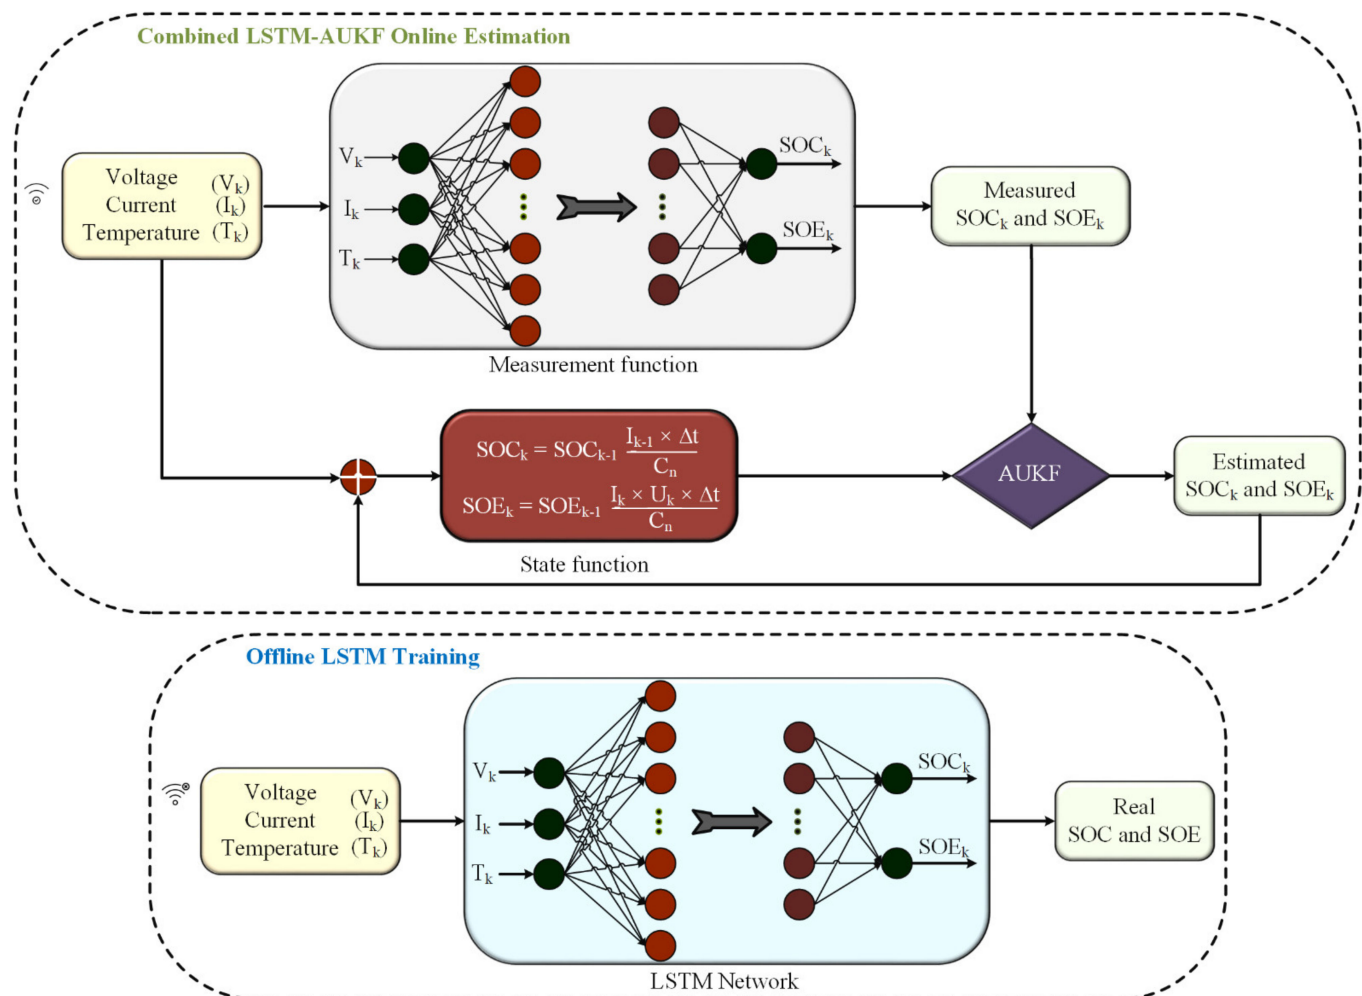 Combined LSTM-AUKF Online Estimation
Voltage (Vk)
Current (Ik)
Temperature (Tk)
Vk
Ik
Tk
SOCk
SOEk
Measurement function
Measured
SOCk and SOEk
SOCk = SOCk-1 Ik-1 × Δt
Cn
SOEk = SOEk-1 Ik × Uk × Δt
Cn
State function
AUKF
Estimated
SOCk and SOEk
Offline LSTM Training
Voltage (Vk)
Current (Ik)
Temperature (Tk)
Vk
Ik
Tk
SOCk
SOEk
LSTM Network
Real
SOC and SOE